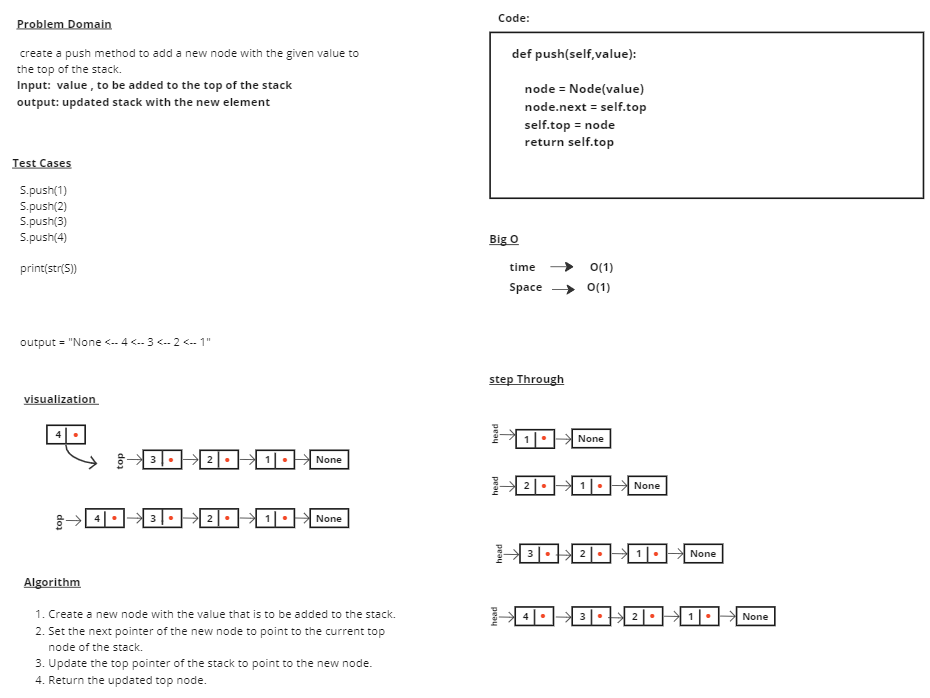 Problem Domain
create a push method to add a new node with the given value to
the top of the stack.
Input:  value , to be added to the top of the stack
output: updated stack with the new element
Test Cases
S.push(1)
S.push(2)
S.push(3)
S.push(4)
print(str(S))
output = "None <-- 4 <-- 3 <-- 2 <-- 1"
visualization
4
top 3 2 1 None
top 4 3 2 1 None
Algorithm
1. Create a new node with the value that is to be added to the stack.
2. Set the next pointer of the new node to point to the current top
node of the stack.
3. Update the top pointer of the stack to point to the new node.
4. Return the updated top node.
Code:
def push(self,value):
node = Node(value)
node.next = self.top
self.top = node
return self.top
Big O
time O(1)
Space O(1)
step Through
head 1 None
head 2 1 None
head 3 2 1 None
head 4 3 2 1 None